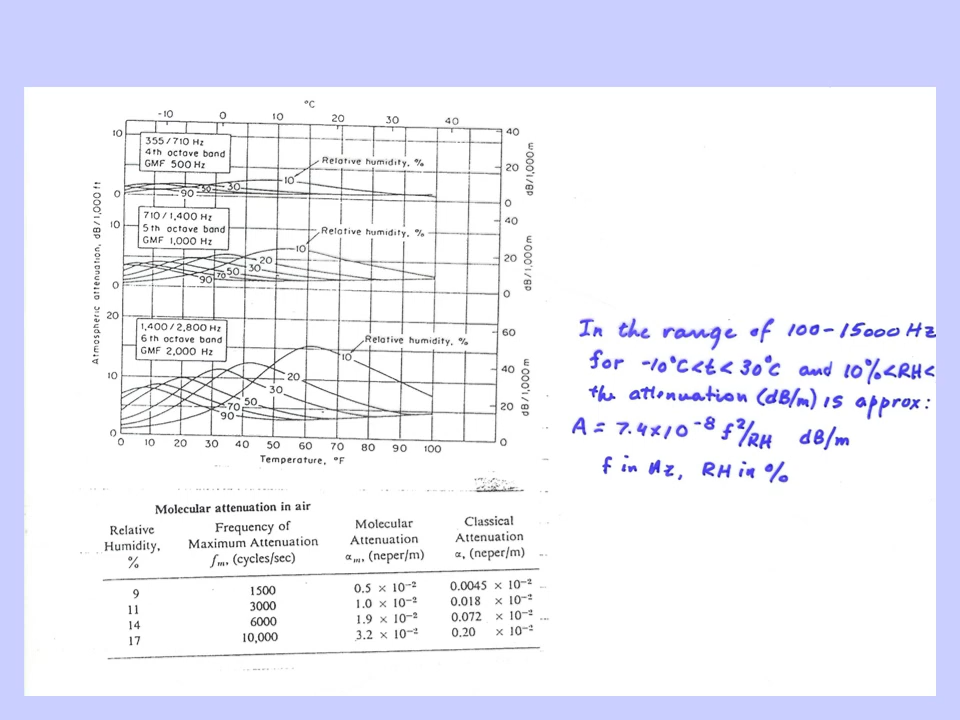 °C
-10 0 10 20 30 40
10
355/710 Hz
4th octave band
GMF 500 Hz
Relative humidity, %
10
90 50 30
0
40
20
0
dB/1,000 m
710/1,400 Hz
5th octave band
GMF 1,000 Hz
Relative humidity, %
10
10
20
90 70 50 30
0
40
20
0
dB/1,000 m
Atmospheric attenuation, dB/1,000 ft
20
1,400/2,800 Hz
6th octave band
GMF 2,000 Hz
Relative humidity, %
10
10
20
30
50
70
90
0
60
40
20
0
dB/1,000 m
0 10 20 30 40 50 60 70 80 90 100
Temperature, °F
In the range of 100-15000 Hz
for -10°C<t< 30°C and 10%<RH<
the attenuation (dB/m) is approx:
A = 7.4x10-8 f2/RH dB/m
f in Hz, RH in %
Molecular attenuation in air
Relative Humidity, %
Frequency of Maximum Attenuation fm, (cycles/sec)
Molecular Attenuation αm, (neper/m)
Classical Attenuation α, (neper/m)
9 1500 0.5 × 10−2 0.0045 × 10−2
11 3000 1.0 × 10−2 0.018 × 10−2
14 6000 1.9 × 10−2 0.072 × 10−2
17 10,000 3.2 × 10−2 0.20 × 10−2